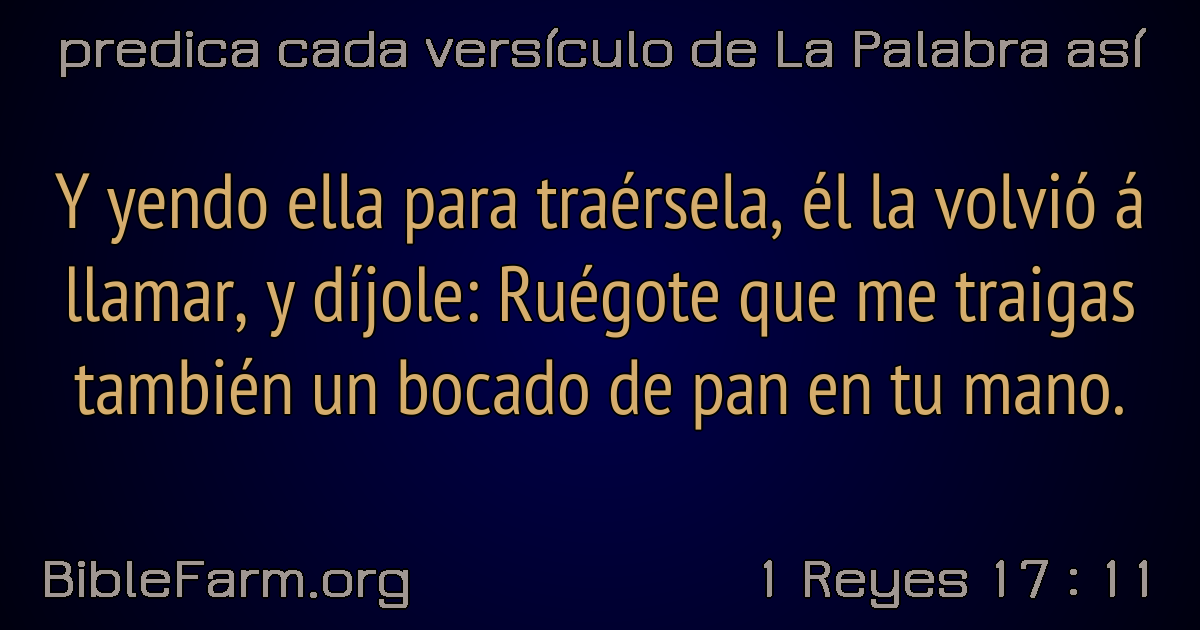 predica cada versículo de La Palabra así
Y yendo ella para traérsela, él la volvió á
llamar, y díjole: Ruégote que me traigas
también un bocado de pan en tu mano.
BibleFarm.org
1 Reyes 17 : 11